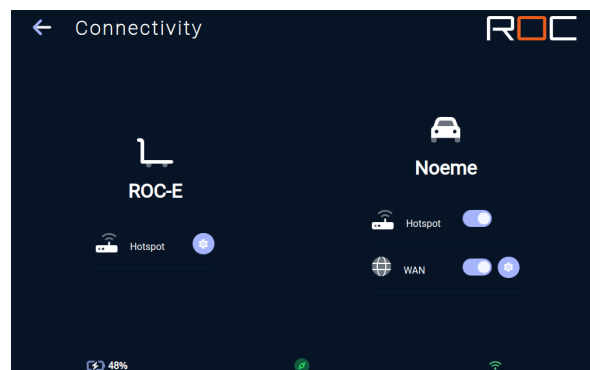 Connectivity
ROC
ROC-E
Hotspot
Noeme
Hotspot
WAN
48%